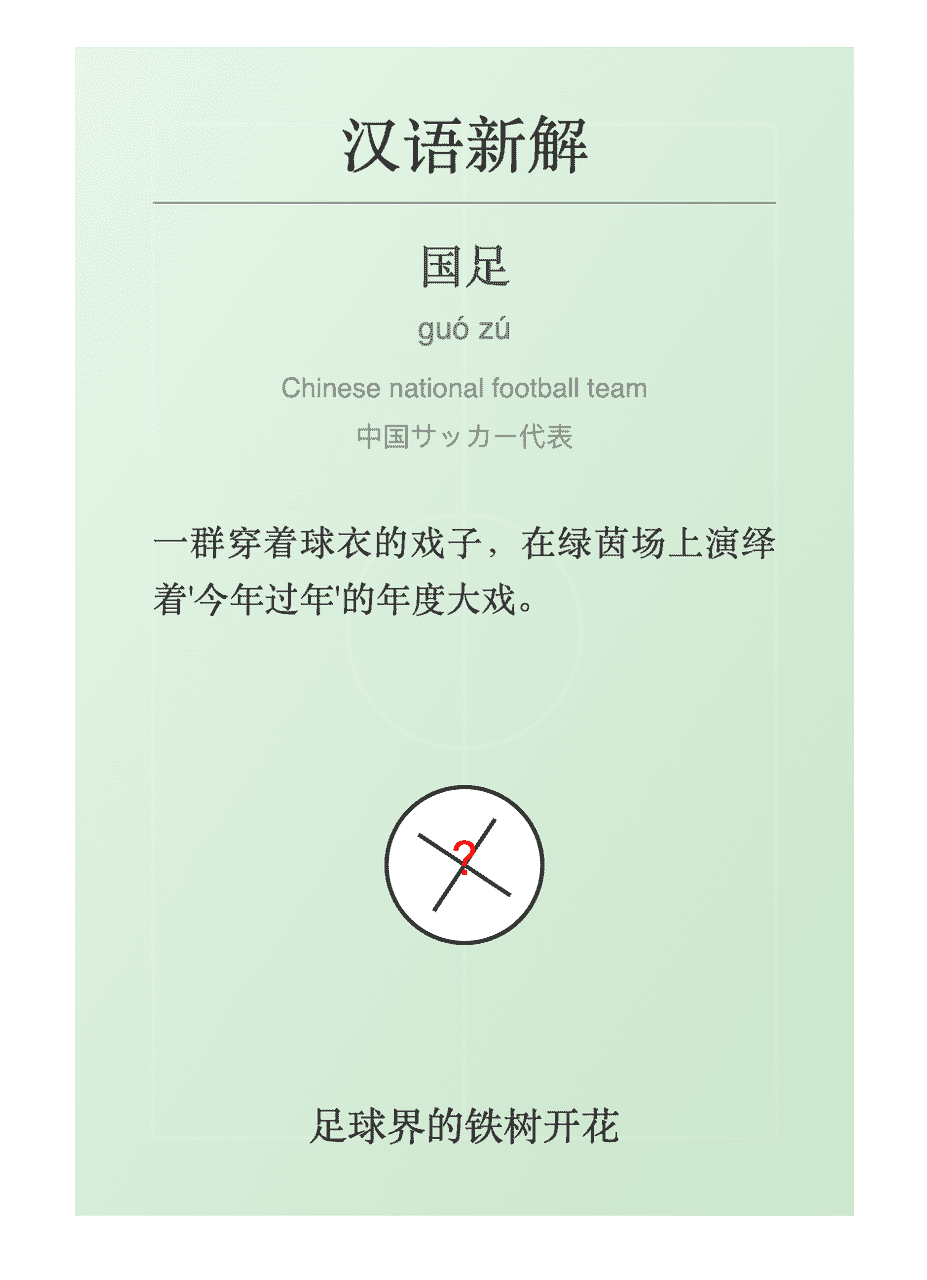 汉语新解
国足
guó zú
Chinese national football team
中国サッカー代表
一群穿着球衣的戏子，在绿茵场上演绎
着'今年过年'的年度大戏。
?
足球界的铁树开花